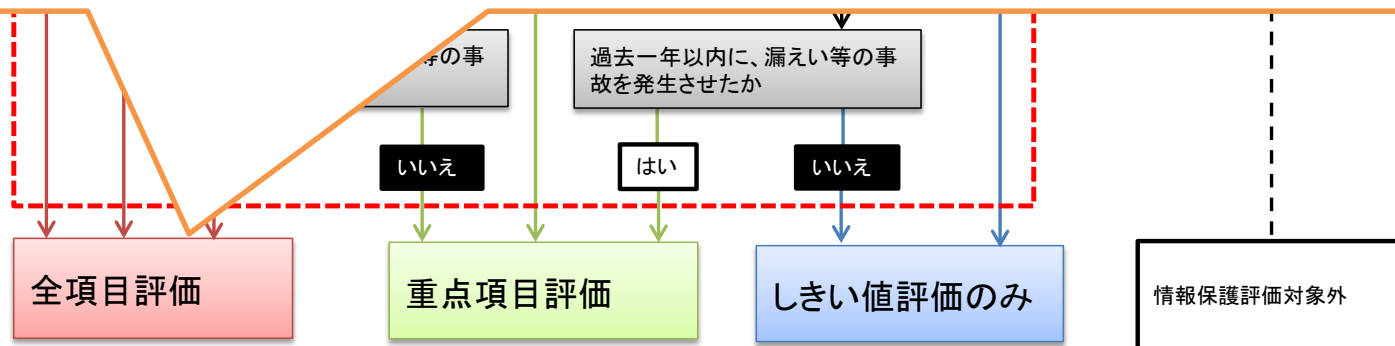 等の事
過去一年以内に、漏えい等の事
故を発生させたか
いいえ
はい
いいえ
全項目評価
重点項目評価
しきい値評価のみ
情報保護評価対象外